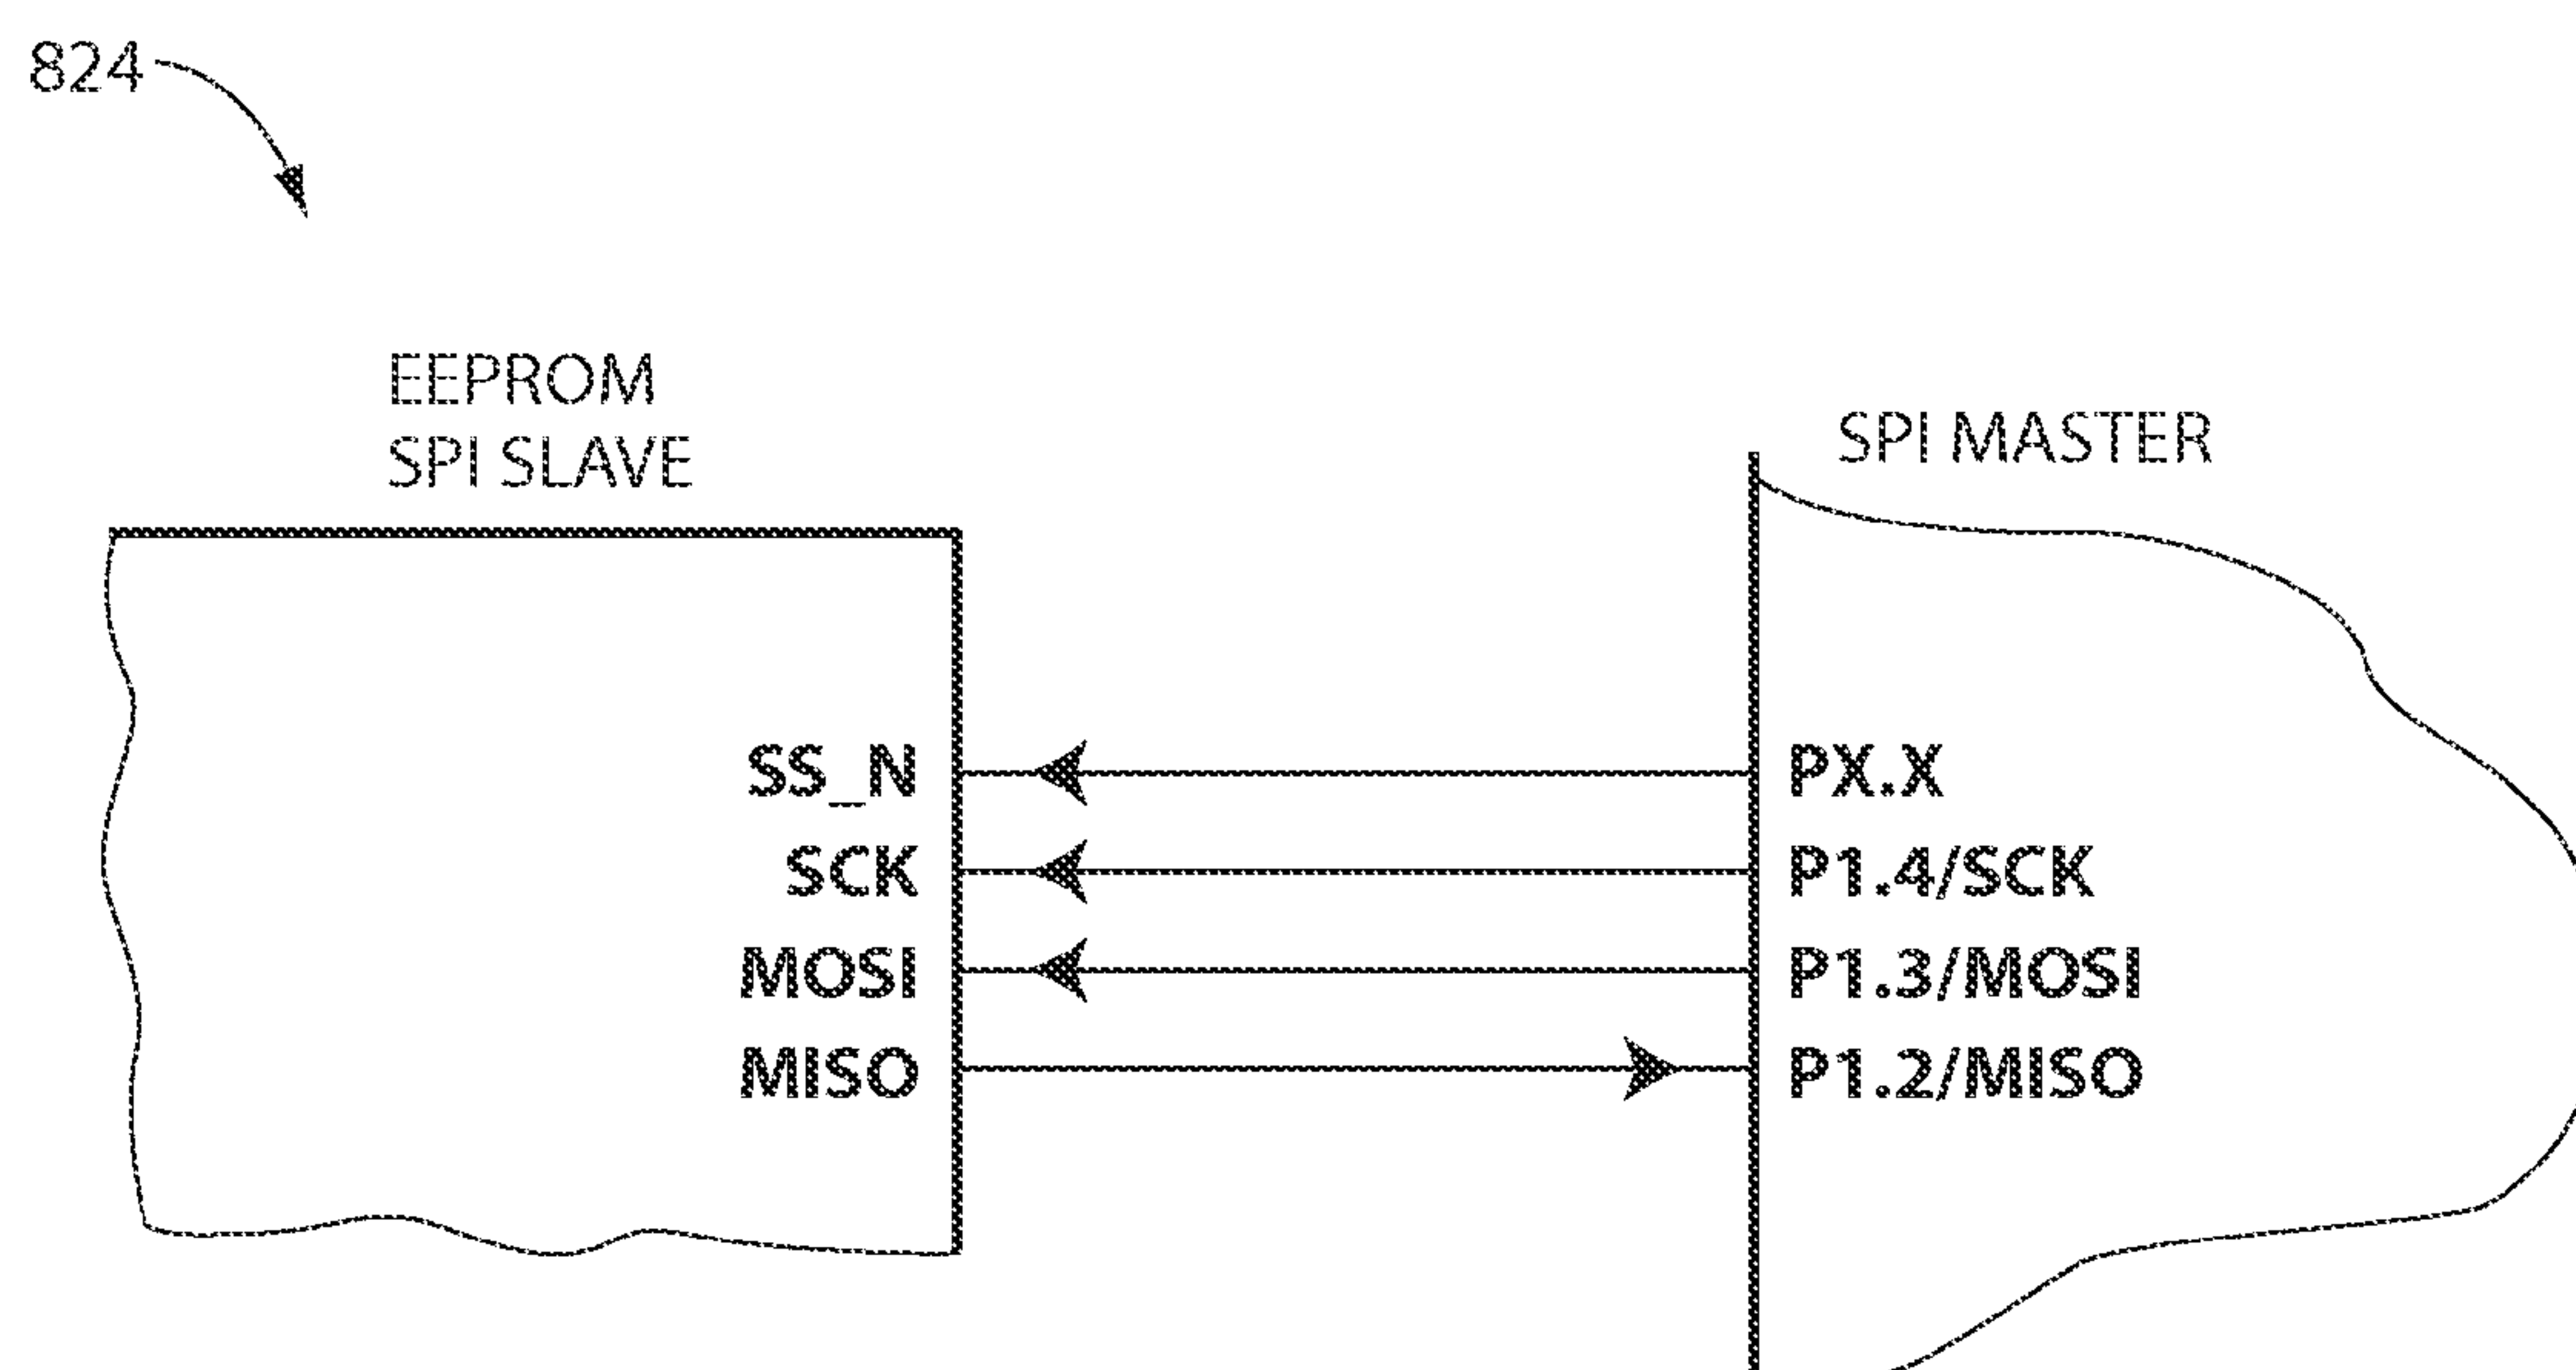 824
EEPROM
SPI SLAVE
SPI MASTER
SS_N
PX.X
SCK
P1.4/SCK
MOSI
P1.3/MOSI
MISO
P1.2/MISO